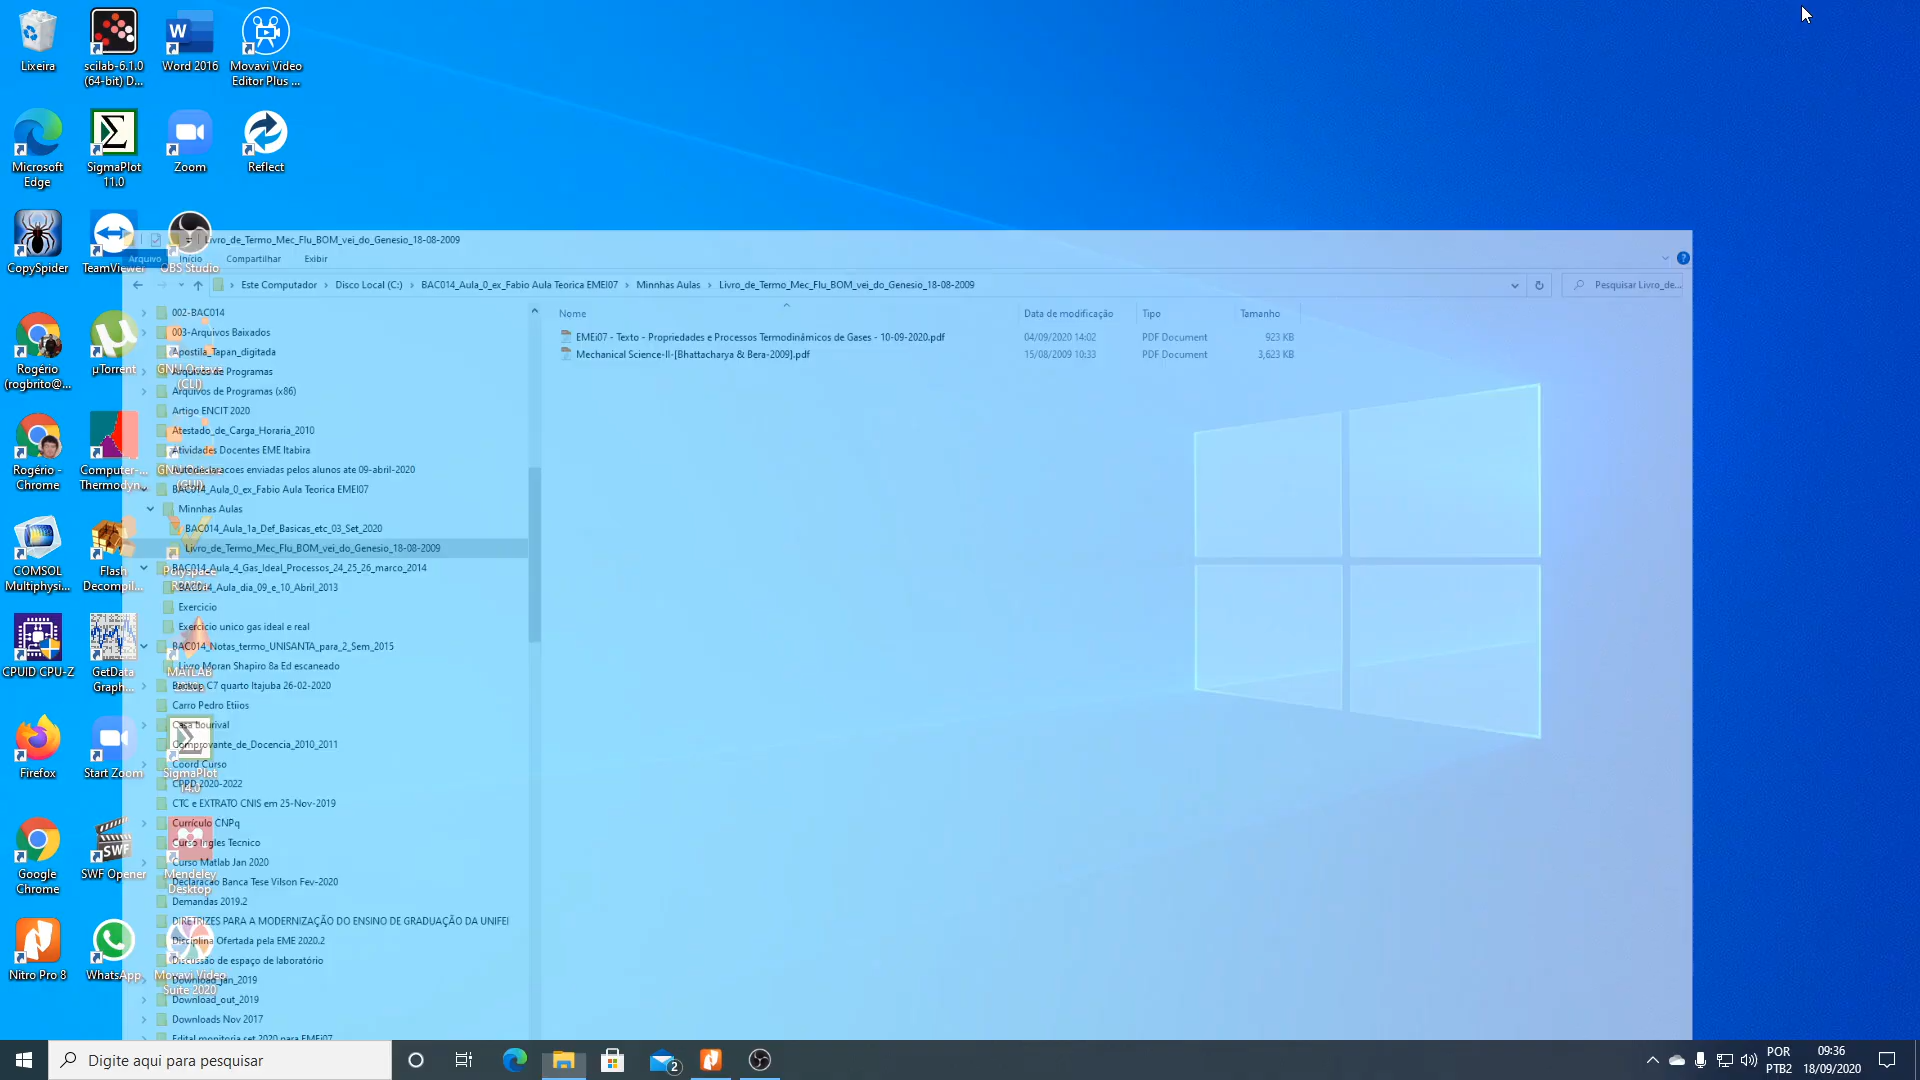 Lixeira
scilab-6.1.0
(64-bit) D...
Word 2016
Movavi Video
Editor Plus ...
Microsoft
Edge
SigmaPlot
11.0
Zoom
Reflect
CopySpider
TeamViewer
OBS Studio
Rogério
(rogbrito@...
µTorrent
GNU Octave
(CLI)
Rogério -
Chrome
Computer-...
Thermodyn...
GNU Octave
(GUI)
COMSOL
Multiphysi...
Flash
Decompil...
Polyspace
CPUID CPU-Z
GetData
Graph...
MATLAB
Firefox
Start Zoom
SigmaPlot
14.0
Google
Chrome
SWF Opener
Mendeley
Desktop
Nitro Pro 8
WhatsApp
Movavi Video
Suite 2020
Livro_de_Termo_Mec_Flu_BOM_vei_do_Genesio_18-08-2009
Arquivo Início Compartilhar Exibir
Este Computador > Disco Local (C:) > BAC014_Aula_0_ex_Fabio Aula Teorica EMEI07 > Minnhas Aulas > Livro_de_Termo_Mec_Flu_BOM_vei_do_Genesio_18-08-2009
Pesquisar Livro_de...
002-BAC014
003-Arquivos Baixados
Apostila_Tapan_digitada
Arquivos de Programas
Arquivos de Programas (x86)
Artigo ENCIT 2020
Atestado_de_Carga_Horaria_2010
Atividades Docentes EME Itabira
Autodeclaracoes enviadas pelos alunos ate 09-abril-2020
BAC014_Aula_0_ex_Fabio Aula Teorica EMEI07
Minnhas Aulas
BAC014_Aula_1a_Def_Basicas_etc_03_Set_2020
Livro_de_Termo_Mec_Flu_BOM_vei_do_Genesio_18-08-2009
BAC014_Aula_4_Gas_Ideal_Processos_24_25_26_marco_2014
BAC014_Aula_dia_09_e_10_Abril_2013
Exercicio
Exercicio unico gas ideal e real
BAC014_Notas_termo_UNISANTA_para_2_Sem_2015
Livro Moran Shapiro 8a Ed escaneado
Backup C7 quarto Itajuba 26-02-2020
Carro Pedro Etiios
Casa Lourival
Comprovante_de_Docencia_2010_2011
Coord Curso
CPPD 2020-2022
CTC e EXTRATO CNIS em 25-Nov-2019
Currículo CNPq
Curso Ingles Tecnico
Curso Matlab Jan 2020
Declaracao Banca Tese Vilson Fev-2020
Demandas 2019.2
DIRETRIZES PARA A MODERNIZAÇÃO DO ENSINO DE GRADUAÇÃO DA UNIFEI
Disciplina Ofertada pela EME 2020.2
Discussão de espaço de laboratório
Download_jan_2019
Download_out_2019
Downloads Nov 2017
Edital monitoria set 2020 para EMEi07
Nome Data de modificação Tipo Tamanho
EMEi07 - Texto - Propriedades e Processos Termodinâmicos de Gases - 10-09-2020.pdf 04/09/2020 14:02 PDF Document 923 KB
Mechanical Science-II-[Bhattacharya & Bera-2009].pdf 15/08/2009 10:33 PDF Document 3,623 KB
Digite aqui para pesquisar
2
POR
PTB2
09:36
18/09/2020